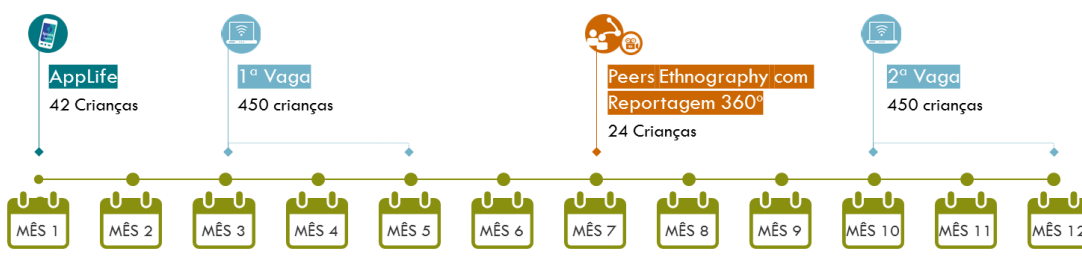 AppLife
42 Crianças
1ª Vaga
450 crianças
Peers Ethnography com
Reportagem 360º
24 Crianças
2ª Vaga
450 crianças
MÊS 1
MÊS 2
MÊS 3
MÊS 4
MÊS 5
MÊS 6
MÊS 7
MÊS 8
MÊS 9
MÊS 10
MÊS 11
MÊS 12